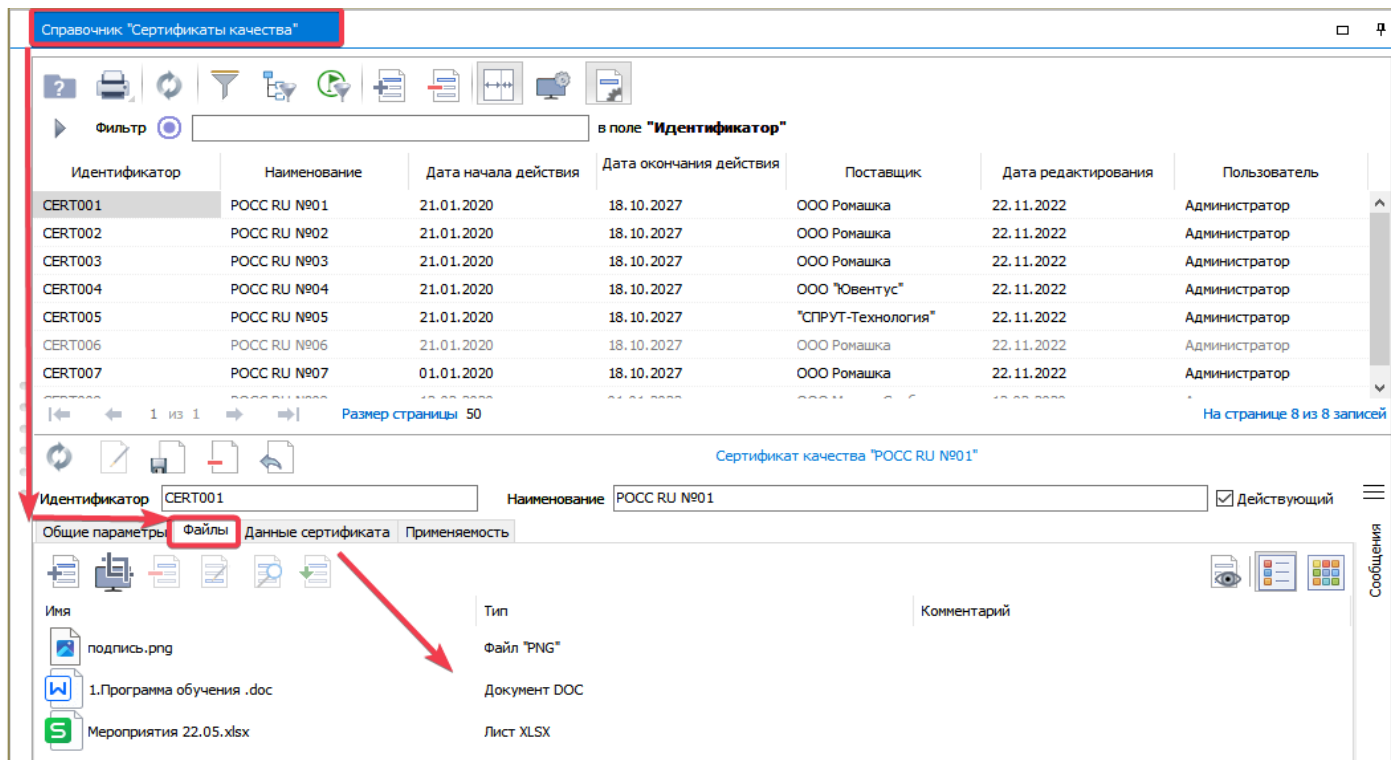 Справочник "Сертификаты качества"
Фильтр в поле "Идентификатор"
Идентификатор Наименование Дата начала действия Дата окончания действия Поставщик Дата редактирования Пользователь
CERT001 РОСС RU №01 21.01.2020 18.10.2027 ООО Ромашка 22.11.2022 Администратор
CERT002 РОСС RU №02 21.01.2020 18.10.2027 ООО Ромашка 22.11.2022 Администратор
CERT003 РОСС RU №03 21.01.2020 18.10.2027 ООО Ромашка 22.11.2022 Администратор
CERT004 РОСС RU №04 21.01.2020 18.10.2027 ООО "Ювентус" 22.11.2022 Администратор
CERT005 РОСС RU №05 21.01.2020 18.10.2027 "СПРУТ-Технология" 22.11.2022 Администратор
CERT006 РОСС RU №06 21.01.2020 18.10.2027 ООО Ромашка 22.11.2022 Администратор
CERT007 РОСС RU №07 01.01.2020 18.10.2027 ООО Ромашка 22.11.2022 Администратор
1 из 1 Размер страницы 50 На странице 8 из 8 записей
Сертификат качества "РОСС RU №01"
Идентификатор CERT001 Наименование РОСС RU №01 Действующий
Общие параметры Файлы Данные сертификата Применяемость
Сообщения
Имя Тип Комментарий
подпись.png Файл "PNG"
1.Программа обучения .doc Документ DOC
Мероприятия 22.05.xlsx Лист XLSX